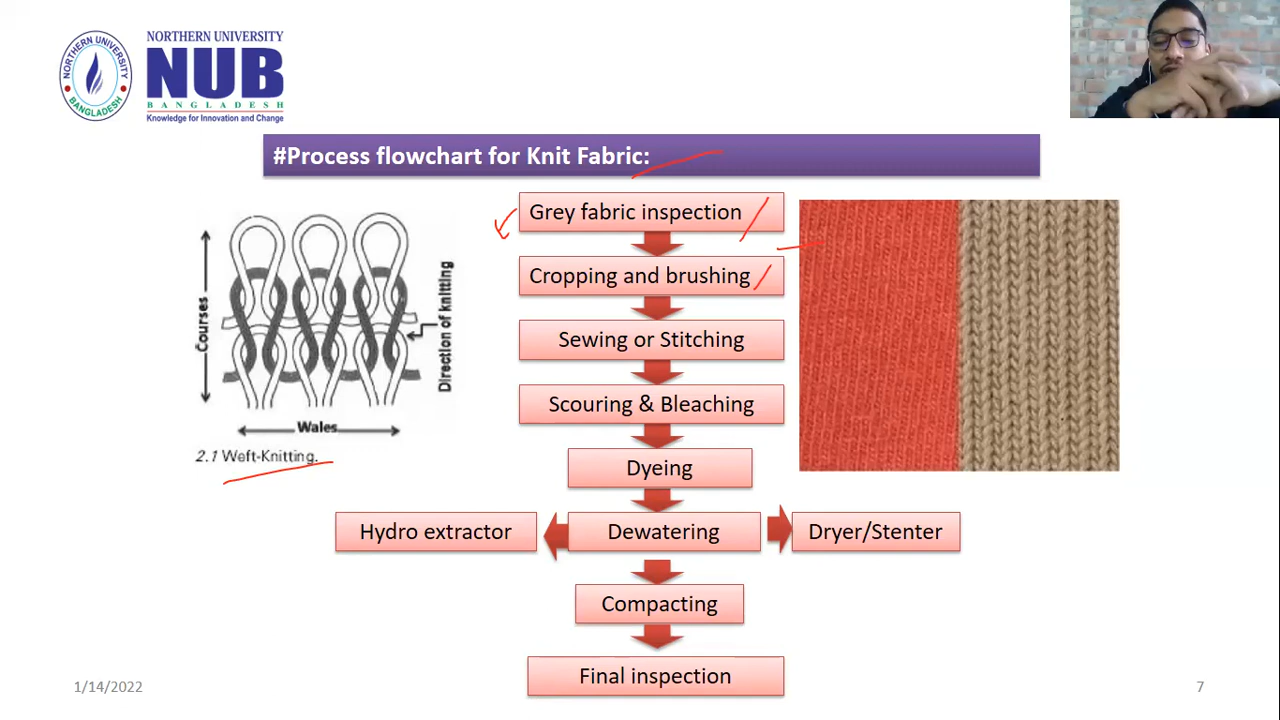 NORTHERN UNIVERSITY
BANGLADESH
NORTHERN UNIVERSITY
NUB
BANGLADESH
Knowledge for Innovation and Change
#Process flowchart for Knit Fabric:
Grey fabric inspection
Cropping and brushing
Sewing or Stitching
Scouring & Bleaching
Dyeing
Hydro extractor
Dewatering
Dryer/Stenter
Compacting
Final inspection
Courses
Direction of knitting
Wales
2.1 Weft-Knitting.
1/14/2022
7